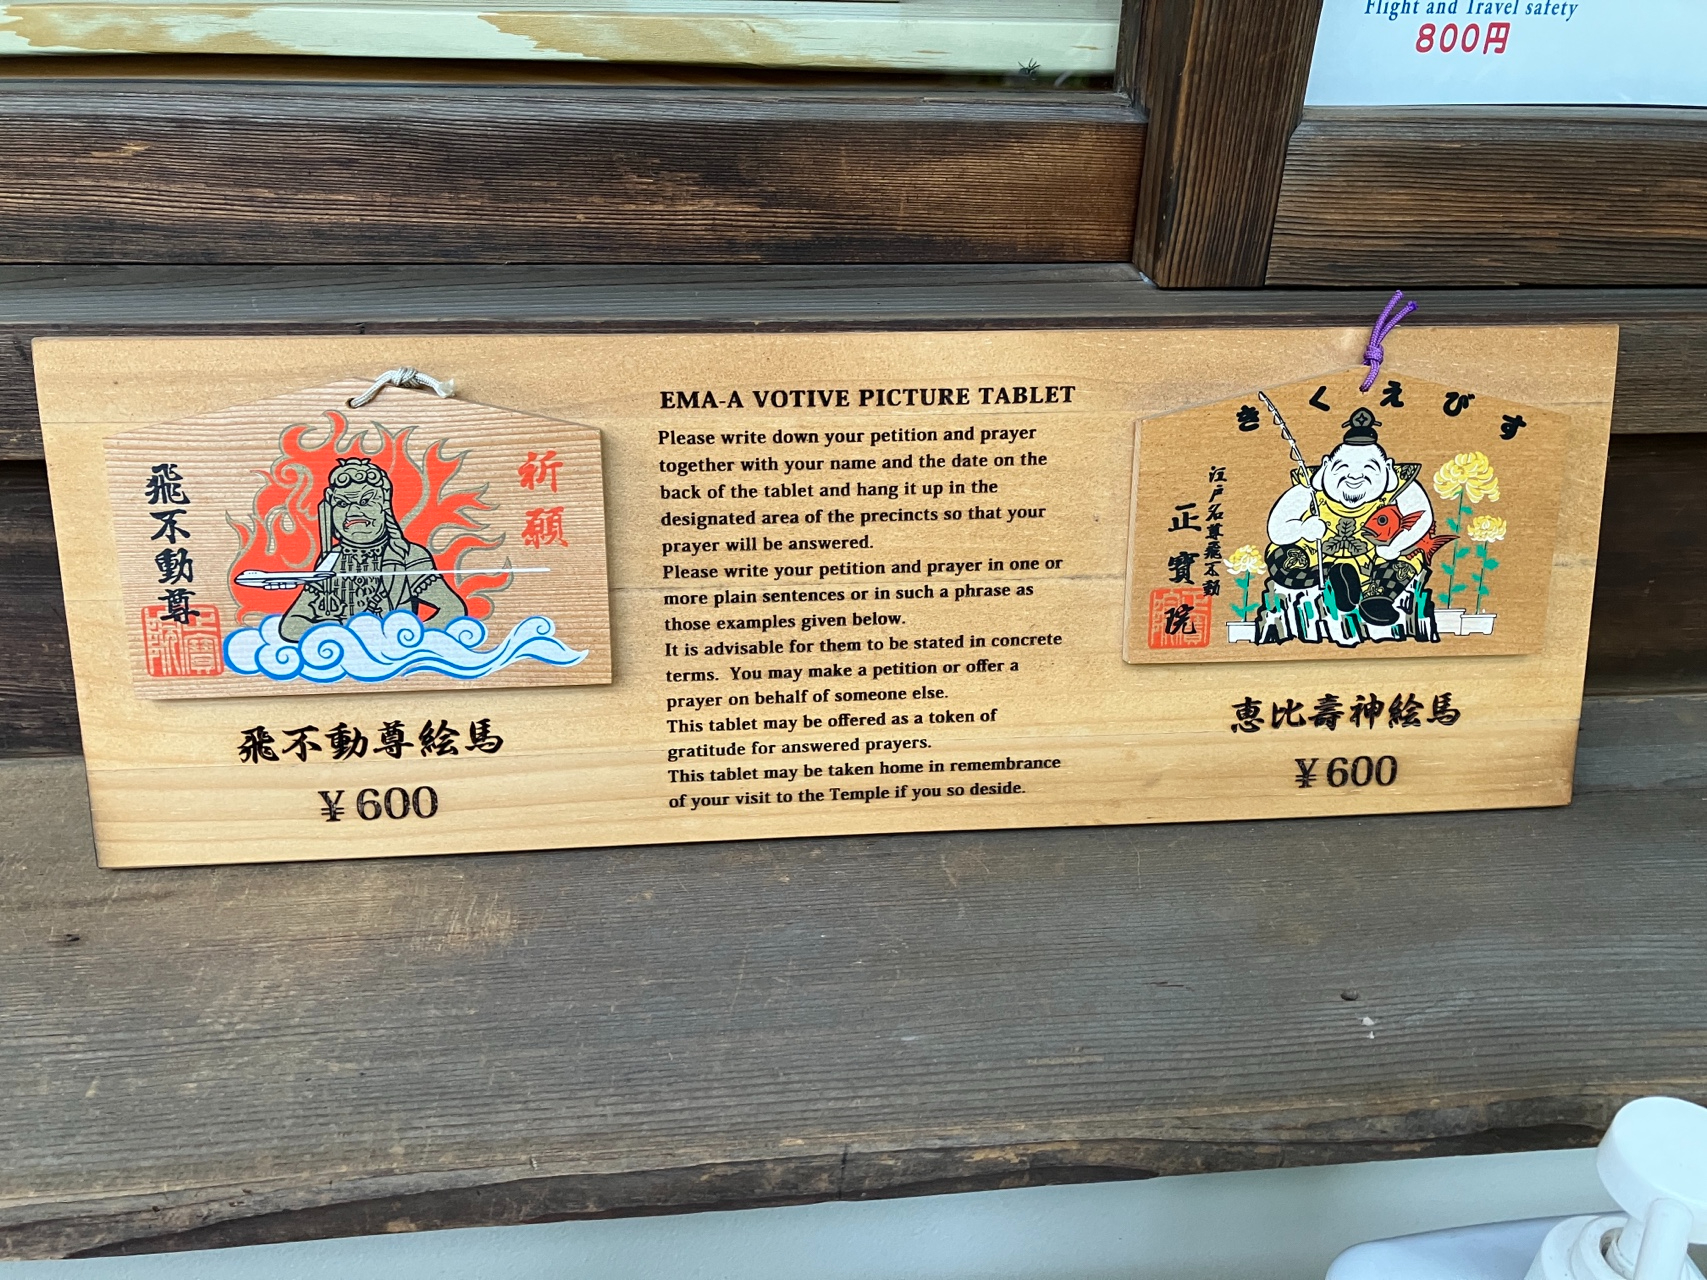 Flight and Travel safety
800円
飛不動尊
祈願
飛不動尊絵馬
¥600
EMA-A VOTIVE PICTURE TABLET
Please write down your petition and prayer
together with your name and the date on the
back of the tablet and hang it up in the
designated area of the precincts so that your
prayer will be answered.
Please write your petition and prayer in one or
more plain sentences or in such a phrase as
those examples given below.
It is advisable for them to be stated in concrete
terms. You may make a petition or offer a
prayer on behalf of someone else.
This tablet may be offered as a token of
gratitude for answered prayers.
This tablet may be taken home in remembrance
of your visit to the Temple if you so deside.
きくえびす
江戸名尊飛不動
正寶院
恵比壽神絵馬
¥600